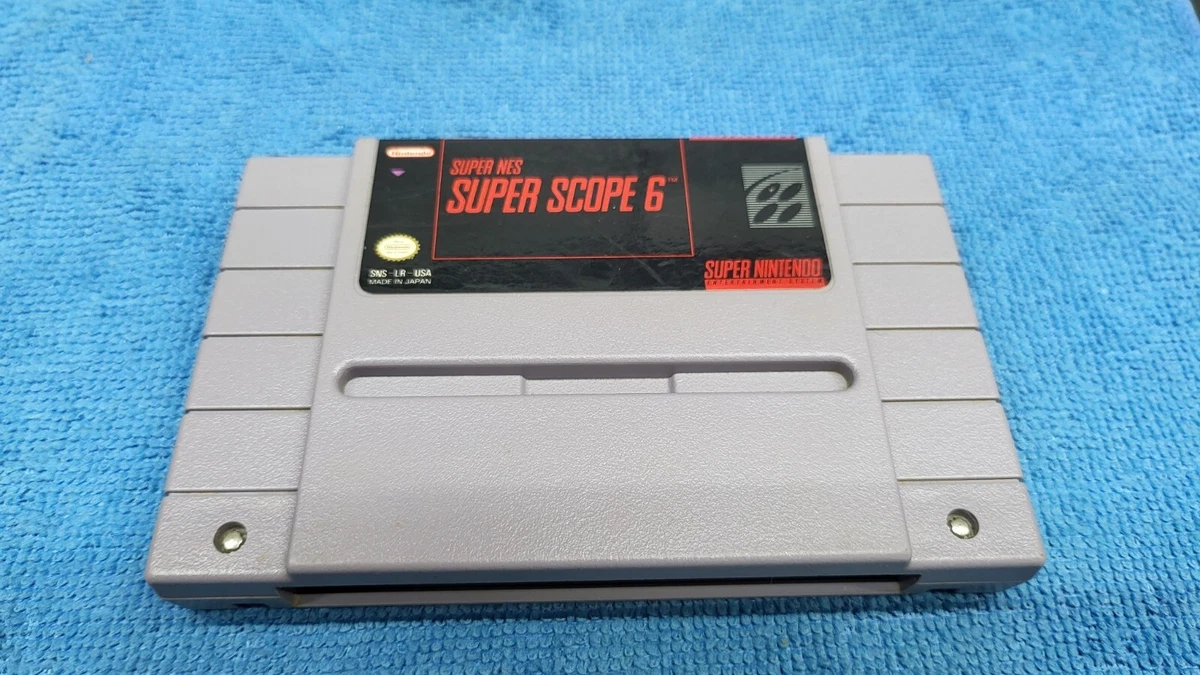 Nintendo
SUPER NES
SUPER SCOPE 6™
SNS-LR-USA
MADE IN JAPAN
SUPER NINTENDO
ENTERTAINMENT SYSTEM